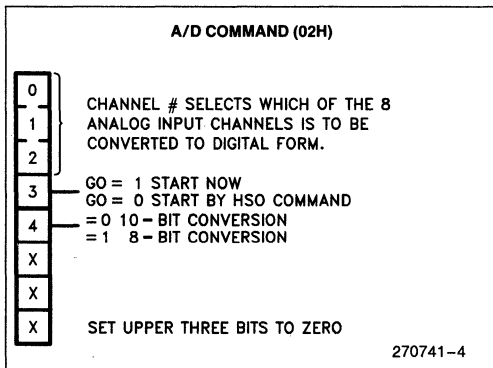 A/D COMMAND (02H)
0
1
2
CHANNEL # SELECTS WHICH OF THE 8
ANALOG INPUT CHANNELS IS TO BE
CONVERTED TO DIGITAL FORM.
3
GO = 1 START NOW
GO = 0 START BY HSO COMMAND
4
= 0 10 – BIT CONVERSION
= 1 8 – BIT CONVERSION
X
X
X
SET UPPER THREE BITS TO ZERO
270741–4